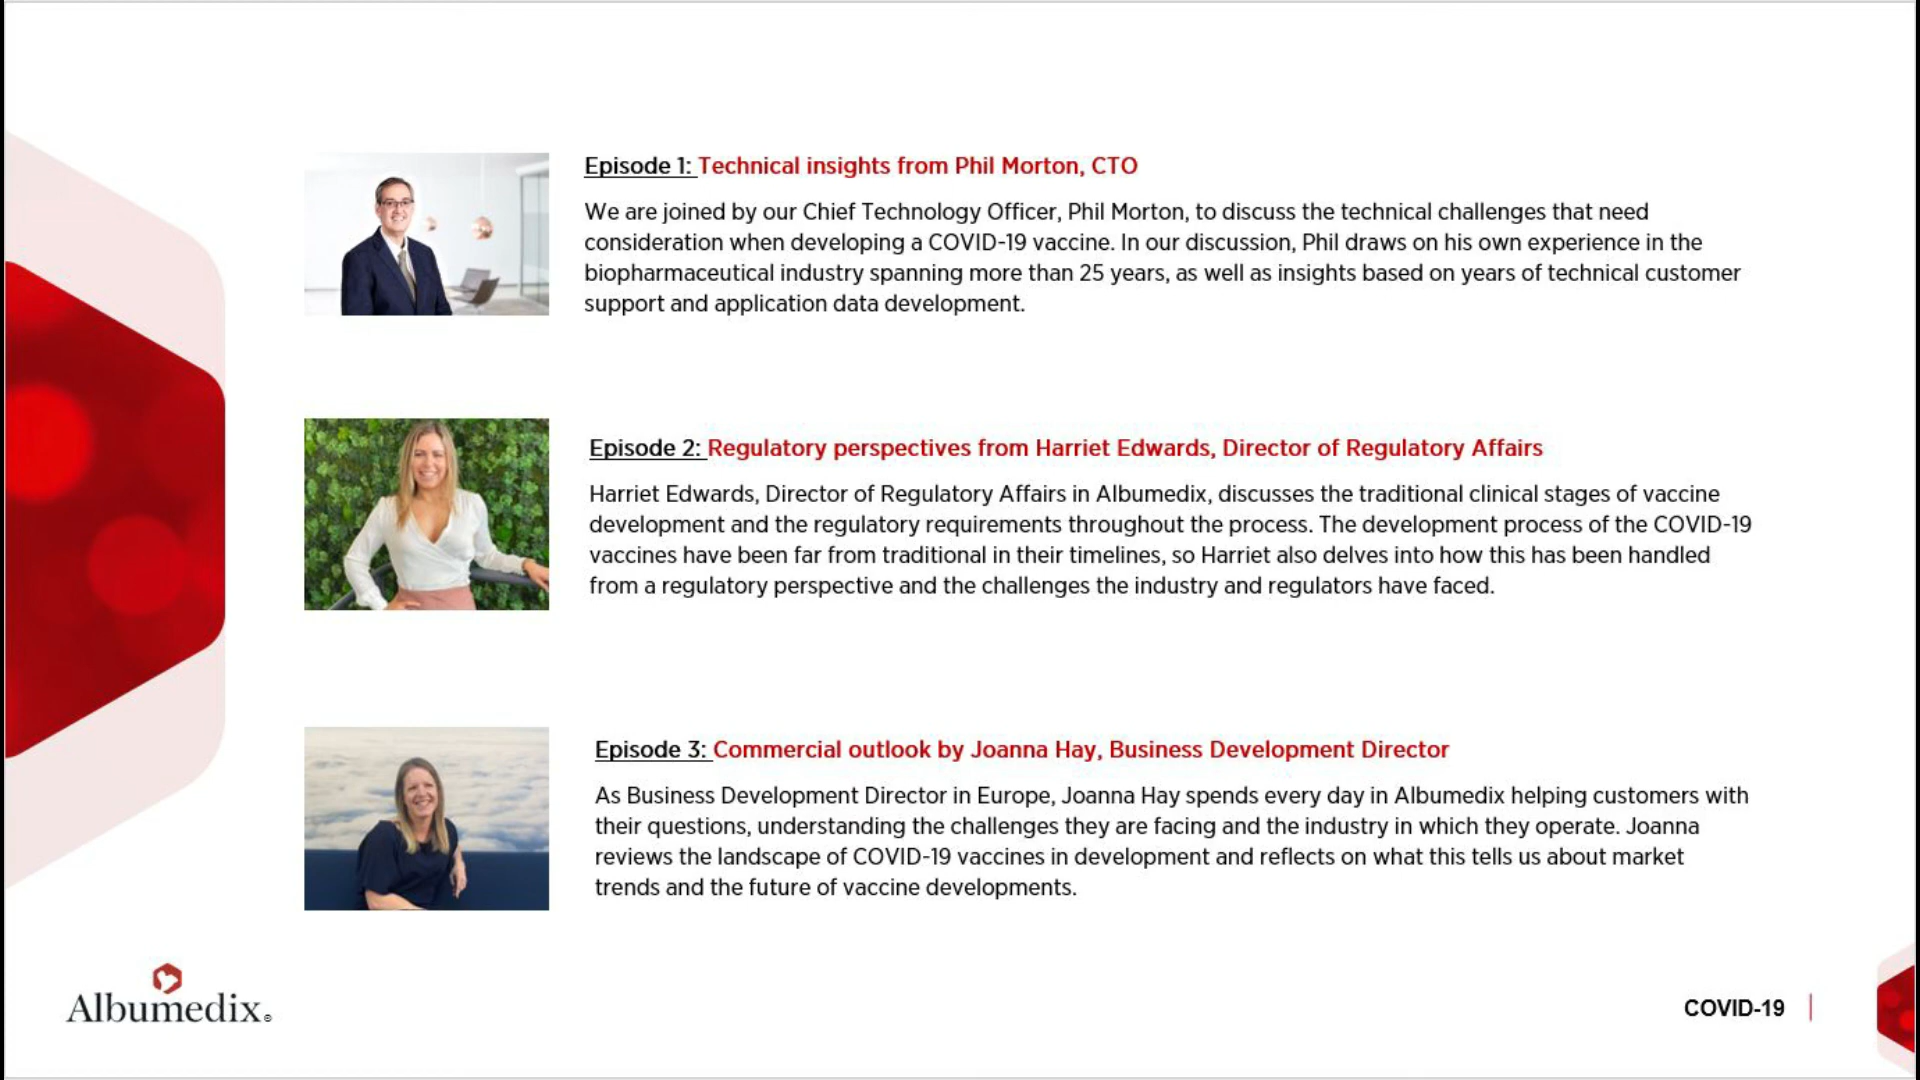 Episode 1: Technical insights from Phil Morton, CTO
We are joined by our Chief Technology Officer, Phil Morton, to discuss the technical challenges that need
consideration when developing a COVID-19 vaccine. In our discussion, Phil draws on his own experience in the
biopharmaceutical industry spanning more than 25 years, as well as insights based on years of technical customer
support and application data development.
Episode 2: Regulatory perspectives from Harriet Edwards, Director of Regulatory Affairs
Harriet Edwards, Director of Regulatory Affairs in Albumedix, discusses the traditional clinical stages of vaccine
development and the regulatory requirements throughout the process. The development process of the COVID-19
vaccines have been far from traditional in their timelines, so Harriet also delves into how this has been handled
from a regulatory perspective and the challenges the industry and regulators have faced.
Episode 3: Commercial outlook by Joanna Hay, Business Development Director
As Business Development Director in Europe, Joanna Hay spends every day in Albumedix helping customers with
their questions, understanding the challenges they are facing and the industry in which they operate. Joanna
reviews the landscape of COVID-19 vaccines in development and reflects on what this tells us about market
trends and the future of vaccine developments.
Albumedix
COVID-19